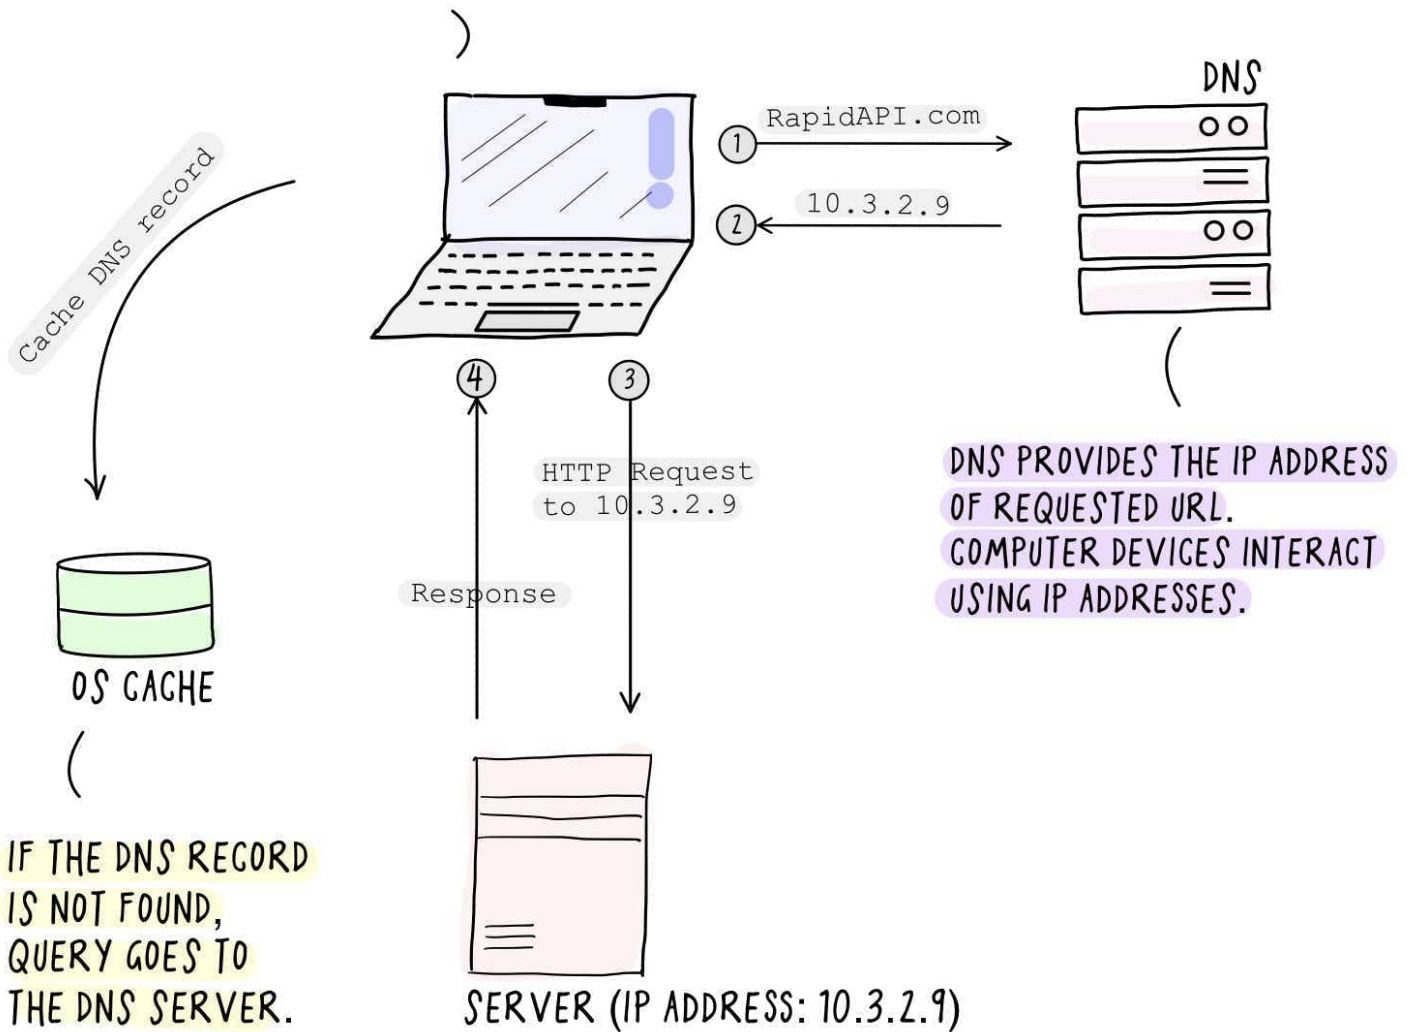 DNS
1
RapidAPI.com
2
10.3.2.9
Cache DNS record
4
3
HTTP Request
to 10.3.2.9
Response
DNS PROVIDES THE IP ADDRESS
OF REQUESTED URL.
COMPUTER DEVICES INTERACT
USING IP ADDRESSES.
OS CACHE
IF THE DNS RECORD
IS NOT FOUND,
QUERY GOES TO
THE DNS SERVER.
SERVER (IP ADDRESS: 10.3.2.9)